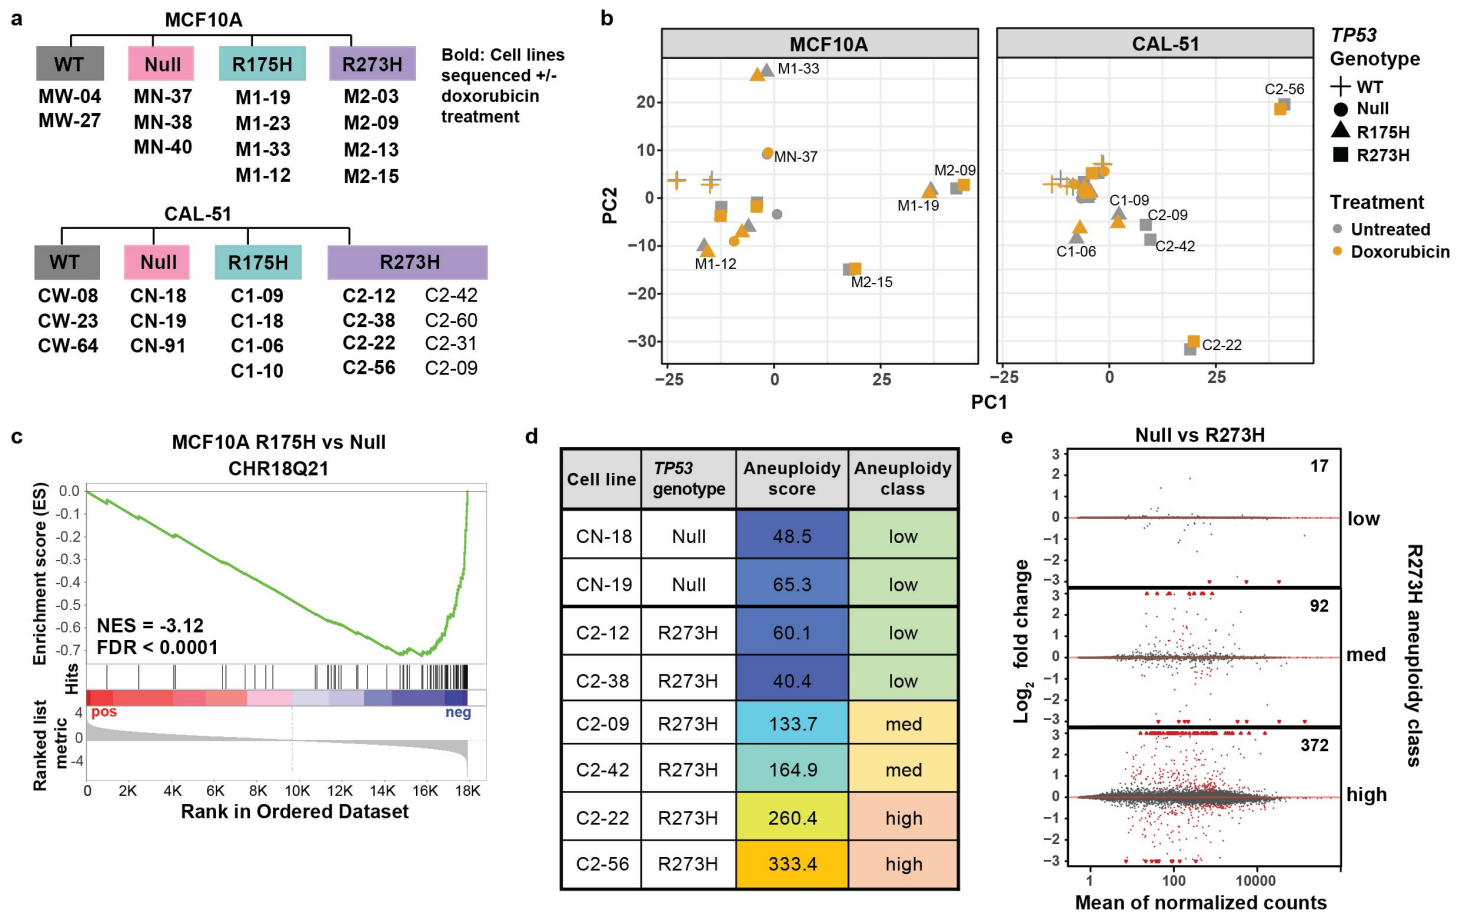 a
MCF10A
WT Null R175H R273H
MW-04 MN-37 M1-19 M2-03
MW-27 MN-38 M1-23 M2-09
MN-40 M1-33 M2-13
M1-12 M2-15
Bold: Cell lines
sequenced +/-
doxorubicin
treatment
CAL-51
WT Null R175H R273H
CW-08 CN-18 C1-09 C2-12 C2-42
CW-23 CN-19 C1-18 C2-38 C2-60
CW-64 CN-91 C1-06 C2-22 C2-31
C1-10 C2-56 C2-09
b
MCF10A
CAL-51
PC2
20
10
0
−10
−20
−30
M1-33
MN-37
M2-09
M1-19
M1-12
M2-15
C2-56
C1-09
C2-09
C2-42
C1-06
C2-22
−25 0 25
−25 0 25
PC1
TP53
Genotype
WT
Null
R175H
R273H
Treatment
Untreated
Doxorubicin
c
MCF10A R175H vs Null
CHR18Q21
Enrichment score (ES)
0.0
-0.1
-0.2
-0.3
-0.4
-0.5
-0.6
-0.7
NES = -3.12
FDR < 0.0001
Hits
pos neg
Ranked list
metric
4
0
-4
0 2K 4K 6K 8K 10K 12K 14K 16K 18K
Rank in Ordered Dataset
d
Cell line TP53 genotype Aneuploidy score Aneuploidy class
CN-18 Null 48.5 low
CN-19 Null 65.3 low
C2-12 R273H 60.1 low
C2-38 R273H 40.4 low
C2-09 R273H 133.7 med
C2-42 R273H 164.9 med
C2-22 R273H 260.4 high
C2-56 R273H 333.4 high
e
Null vs R273H
Log2 fold change
3
2
1
0
−1
−2
−3
17
low
3
2
1
0
−1
−2
−3
92
med
3
2
1
0
−1
−2
−3
372
high
R273H aneuploidy class
1 100 10000
Mean of normalized counts